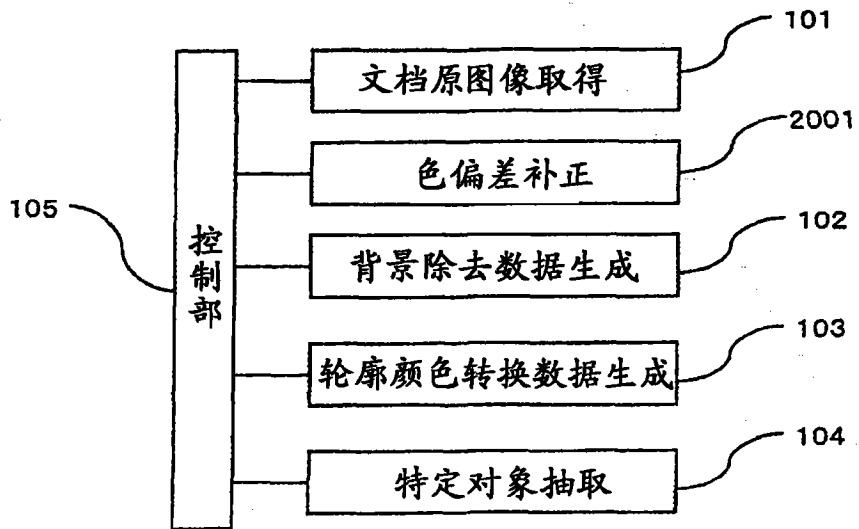 101
文档原图像取得
2001
色偏差补正
105
控制部
102
背景除去数据生成
103
轮廓颜色转换数据生成
104
特定对象抽取